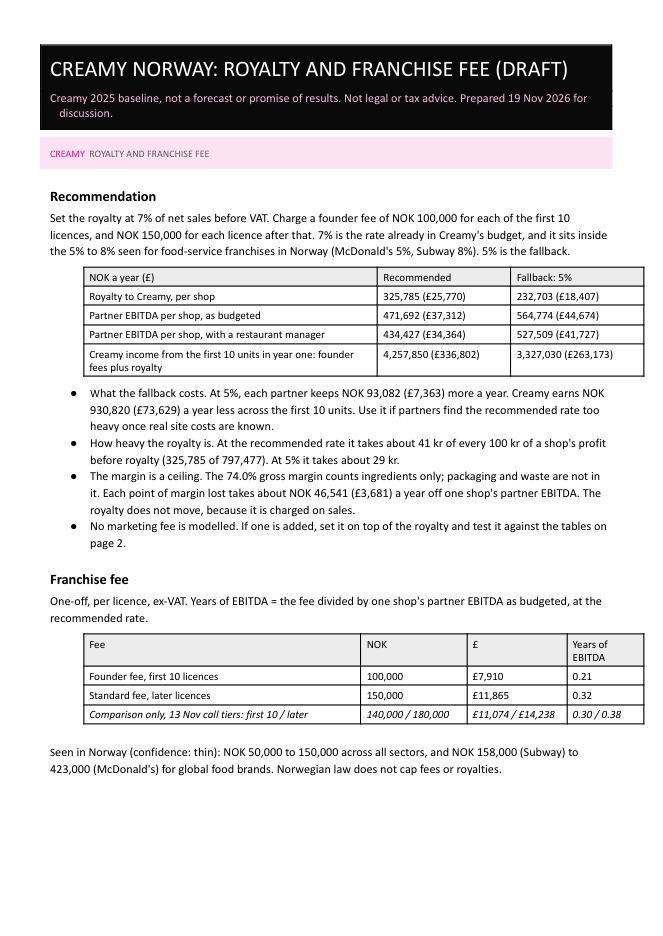 CREAMY NORWAY: ROYALTY AND FRANCHISE FEE (DRAFT)
Creamy 2025 baseline, not a forecast or promise of results. Not legal or tax advice. Prepared 19 Nov 2026 for
discussion.
CREAMY ROYALTY AND FRANCHISE FEE
Recommendation
Set the royalty at 7% of net sales before VAT. Charge a founder fee of NOK 100,000 for each of the first 10
licences, and NOK 150,000 for each licence after that. 7% is the rate already in Creamy's budget, and it sits inside
the 5% to 8% seen for food-service franchises in Norway (McDonald's 5%, Subway 8%). 5% is the fallback.
NOK a year (£) Recommended Fallback: 5%
Royalty to Creamy, per shop 325,785 (£25,770) 232,703 (£18,407)
Partner EBITDA per shop, as budgeted 471,692 (£37,312) 564,774 (£44,674)
Partner EBITDA per shop, with a restaurant manager 434,427 (£34,364) 527,509 (£41,727)
Creamy income from the first 10 units in year one: founder 4,257,850 (£336,802) 3,327,030 (£263,173)
fees plus royalty
● What the fallback costs. At 5%, each partner keeps NOK 93,082 (£7,363) more a year. Creamy earns NOK
930,820 (£73,629) a year less across the first 10 units. Use it if partners find the recommended rate too
heavy once real site costs are known.
● How heavy the royalty is. At the recommended rate it takes about 41 kr of every 100 kr of a shop's profit
before royalty (325,785 of 797,477). At 5% it takes about 29 kr.
● The margin is a ceiling. The 74.0% gross margin counts ingredients only; packaging and waste are not in
it. Each point of margin lost takes about NOK 46,541 (£3,681) a year off one shop's partner EBITDA. The
royalty does not move, because it is charged on sales.
● No marketing fee is modelled. If one is added, set it on top of the royalty and test it against the tables on
page 2.
Franchise fee
One-off, per licence, ex-VAT. Years of EBITDA = the fee divided by one shop's partner EBITDA as budgeted, at the
recommended rate.
Fee NOK £ Years of
EBITDA
Founder fee, first 10 licences 100,000 £7,910 0.21
Standard fee, later licences 150,000 £11,865 0.32
Comparison only, 13 Nov call tiers: first 10 / later 140,000 / 180,000 £11,074 / £14,238 0.30 / 0.38
Seen in Norway (confidence: thin): NOK 50,000 to 150,000 across all sectors, and NOK 158,000 (Subway) to
423,000 (McDonald's) for global food brands. Norwegian law does not cap fees or royalties.